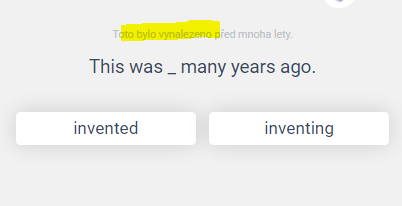 Toto bylo vynalezeno před mnoha lety.
This was _ many years ago.
invented
inventing